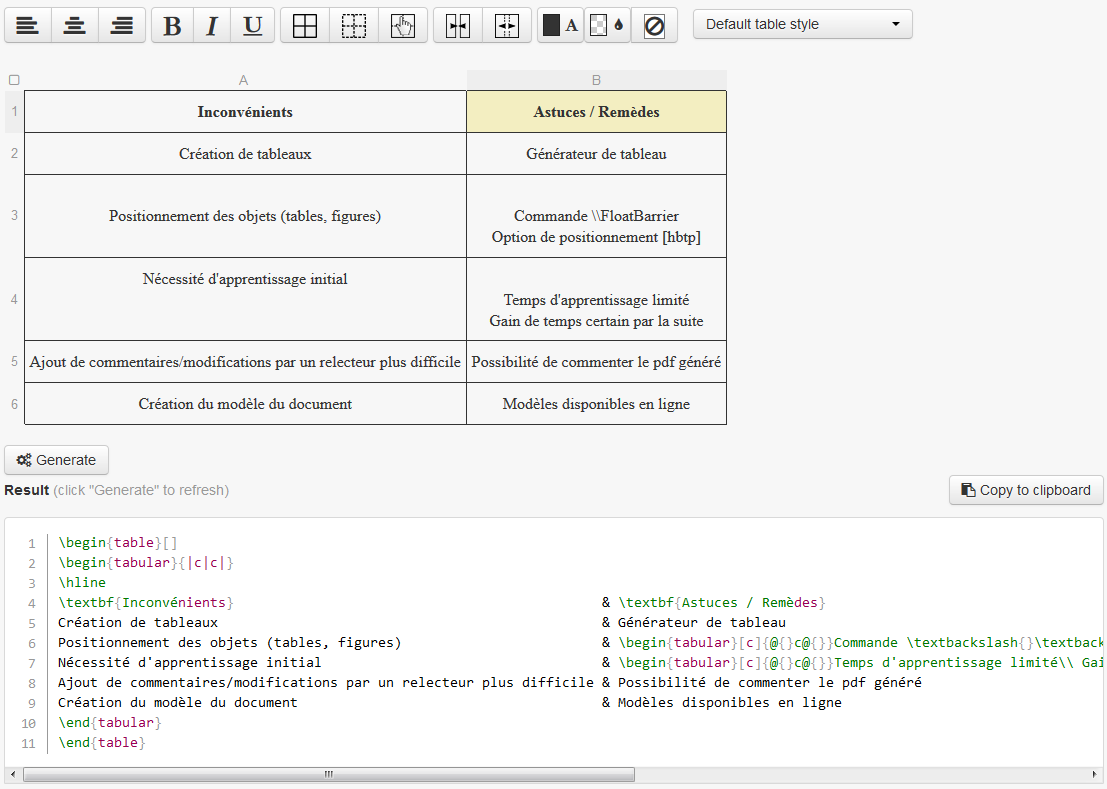 B I U A Default table style
A B
1 Inconvénients Astuces / Remèdes
2 Création de tableaux Générateur de tableau
3 Positionnement des objets (tables, figures) Commande \\FloatBarrier
Option de positionnement [hbtp]
Nécessité d'apprentissage initial
4 Temps d'apprentissage limité
Gain de temps certain par la suite
5 Ajout de commentaires/modifications par un relecteur plus difficile Possibilité de commenter le pdf généré
6 Création du modèle du document Modèles disponibles en ligne
Generate
Result (click "Generate" to refresh) Copy to clipboard
1 \begin{table}[]
2 \begin{tabular}{|c|c|}
3 \hline
4 \textbf{Inconvénients} & \textbf{Astuces / Remèdes}
5 Création de tableaux & Générateur de tableau
6 Positionnement des objets (tables, figures) & \begin{tabular}[c]{@{}c@{}}Commande \textbackslash{}\textback
7 Nécessité d'apprentissage initial & \begin{tabular}[c]{@{}c@{}}Temps d'apprentissage limité\\ Gai
8 Ajout de commentaires/modifications par un relecteur plus difficile & Possibilité de commenter le pdf généré
9 Création du modèle du document & Modèles disponibles en ligne
10 \end{tabular}
11 \end{table}